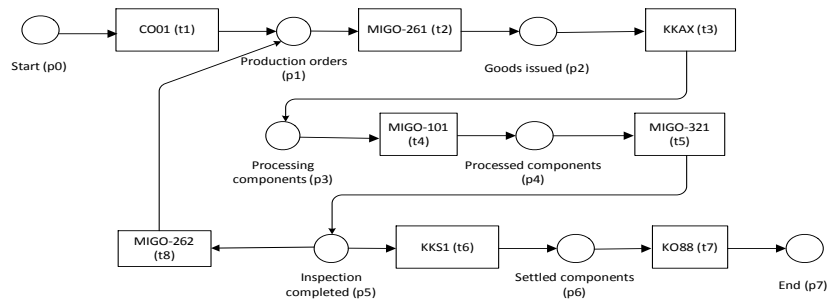 CO01 (t1)
MIGO-261 (t2)
KKAX (t3)
Start (p0)
Production orders
(p1)
Goods issued (p2)
MIGO-101
(t4)
MIGO-321
(t5)
Processing
components (p3)
Processed components
(p4)
MIGO-262
(t8)
KKS1 (t6)
KO88 (t7)
Inspection
completed (p5)
Settled components
(p6)
End (p7)